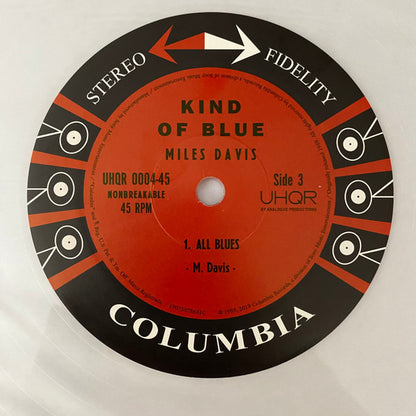 STEREO FIDELITY
KIND
OF BLUE
MILES DAVIS
UHQR 0004-45
NONBREAKABLE
45 RPM
Side 3
UHQR
BY ANALOGUE PRODUCTIONS
1. ALL BLUES
- M. Davis -
COLUMBIA